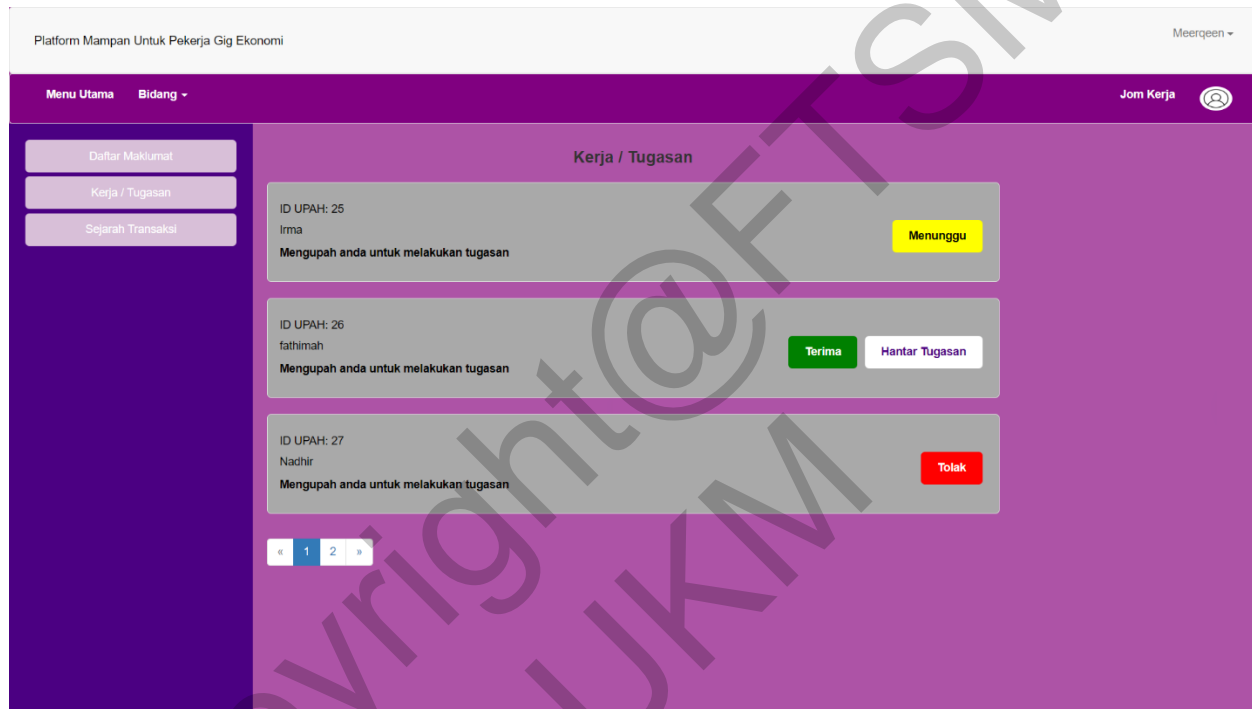 Platform Mampan Untuk Pekerja Gig Ekonomi
Meerqeen
Menu Utama Bidang Jom Kerja
Daftar Maklumat
Kerja / Tugasan
Sejarah Transaksi
Kerja / Tugasan
ID UPAH: 25
Irma
Mengupah anda untuk melakukan tugasan
Menunggu
ID UPAH: 26
fathimah
Mengupah anda untuk melakukan tugasan
Terima Hantar Tugasan
ID UPAH: 27
Nadhir
Mengupah anda untuk melakukan tugasan
Tolak
« 1 2 »
pyright@FTSM
UKM